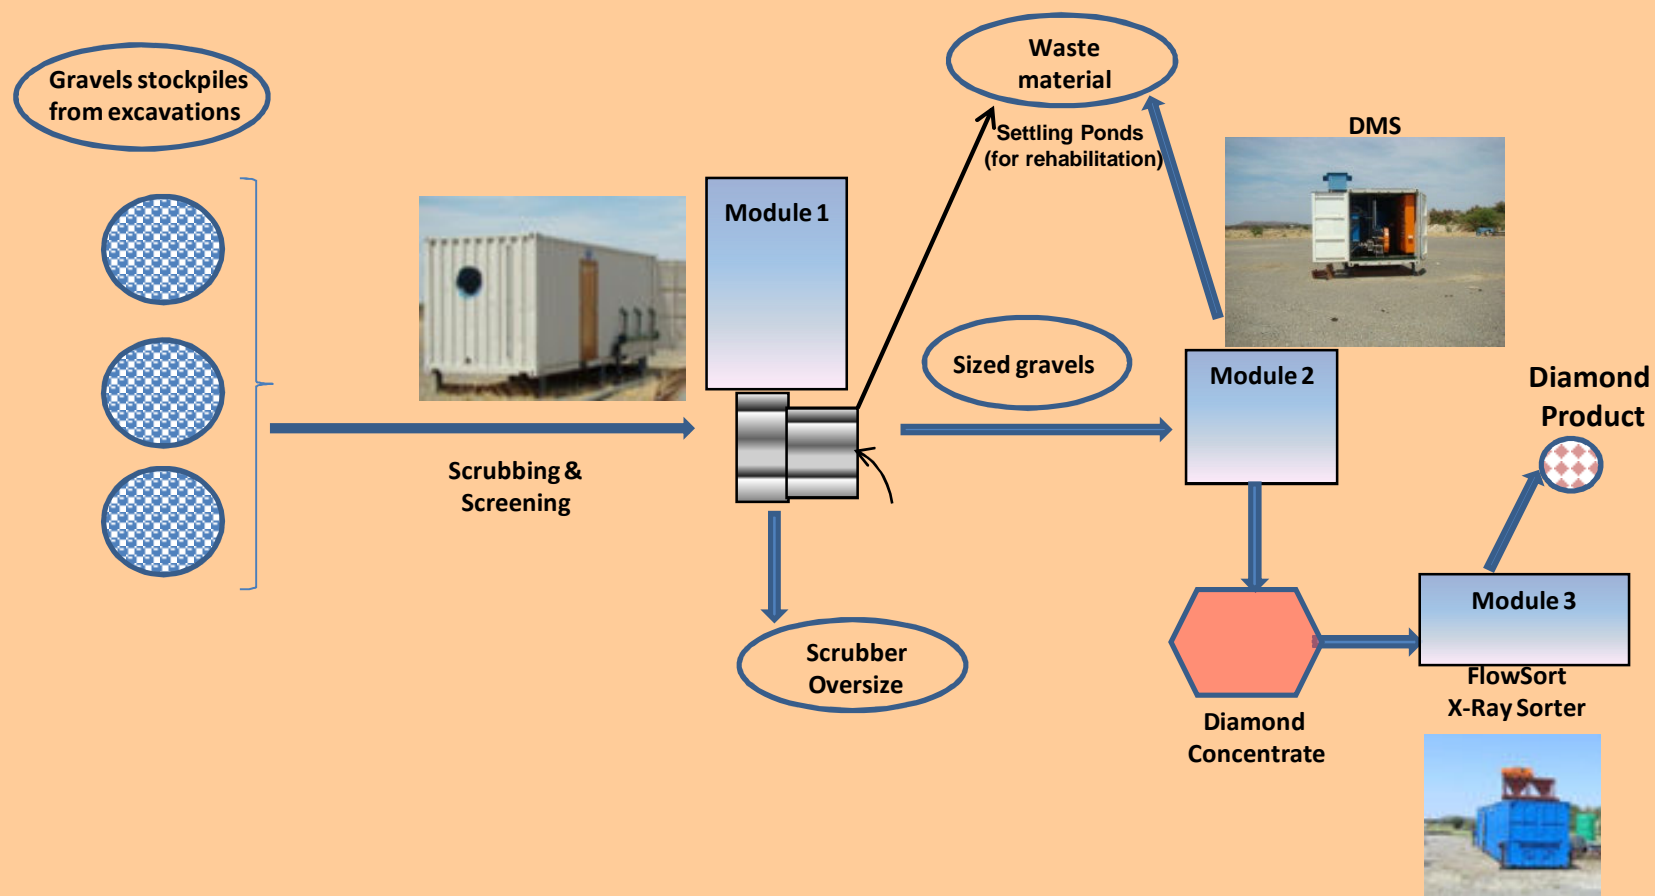 Gravels stockpiles
from excavations
Waste
material
Settling Ponds
(for rehabilitation)
DMS
Module 1
Sized gravels
Module 2
Diamond
Product
Scrubbing &
Screening
Scrubber
Oversize
Diamond
Concentrate
Module 3
FlowSort
X-Ray Sorter